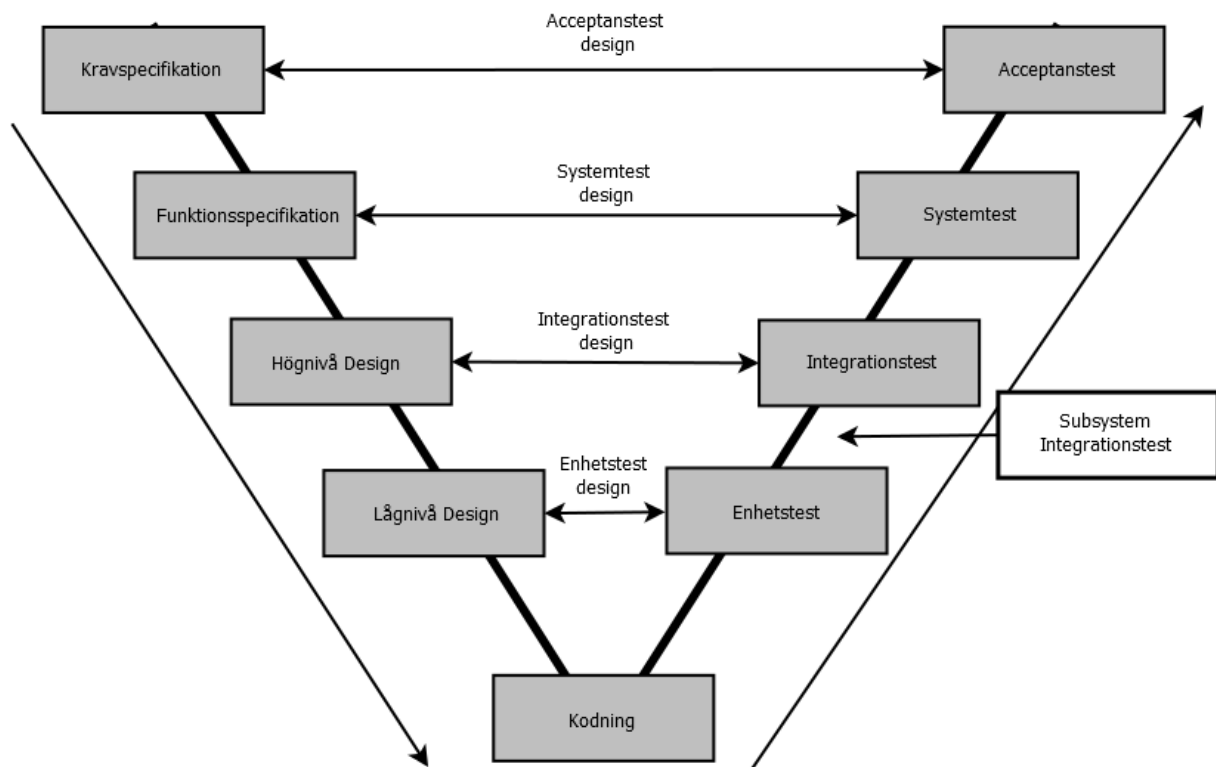 Acceptanstest
design
Kravspecifikation
Acceptanstest
Systemtest
design
Funktionsspecifikation
Systemtest
Integrationstest
design
Högnivå Design
Integrationstest
Subsystem
Integrationstest
Enhetstest
design
Lågnivå Design
Enhetstest
Kodning